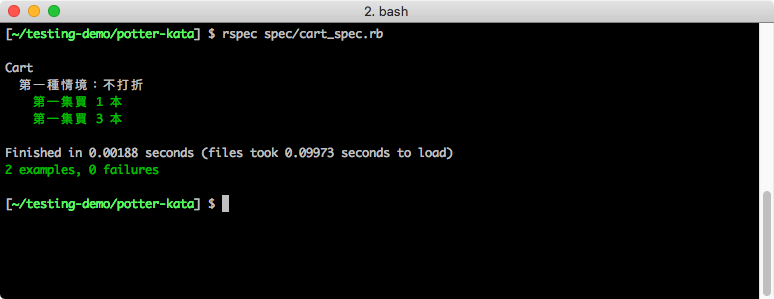 2. bash
[~/testing-demo/potter-kata] $ rspec spec/cart_spec.rb
Cart
第一種情境：不打折
第一集買 1 本
第一集買 3 本
Finished in 0.00188 seconds (files took 0.09973 seconds to load)
2 examples, 0 failures
[~/testing-demo/potter-kata] $